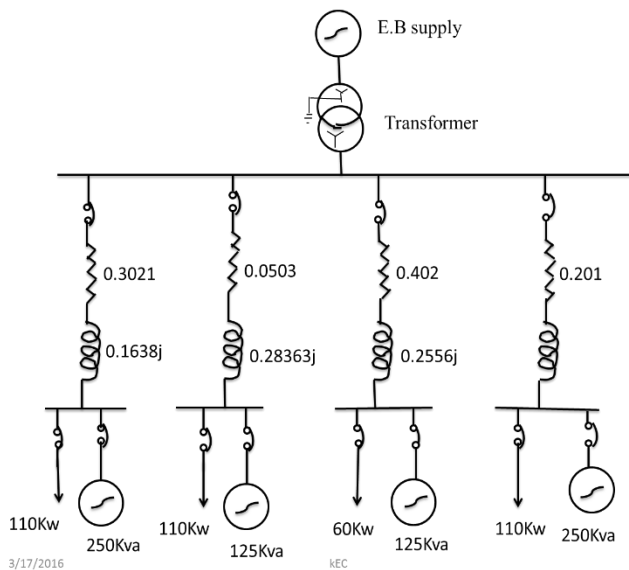 E.B supply
Transformer
0.3021
0.0503
0.402
0.201
0.1638j
0.28363j
0.2556j
110Kw
110Kw
60Kw
110Kw
250Kva
125Kva
125Kva
250Kva
3/17/2016
kEC